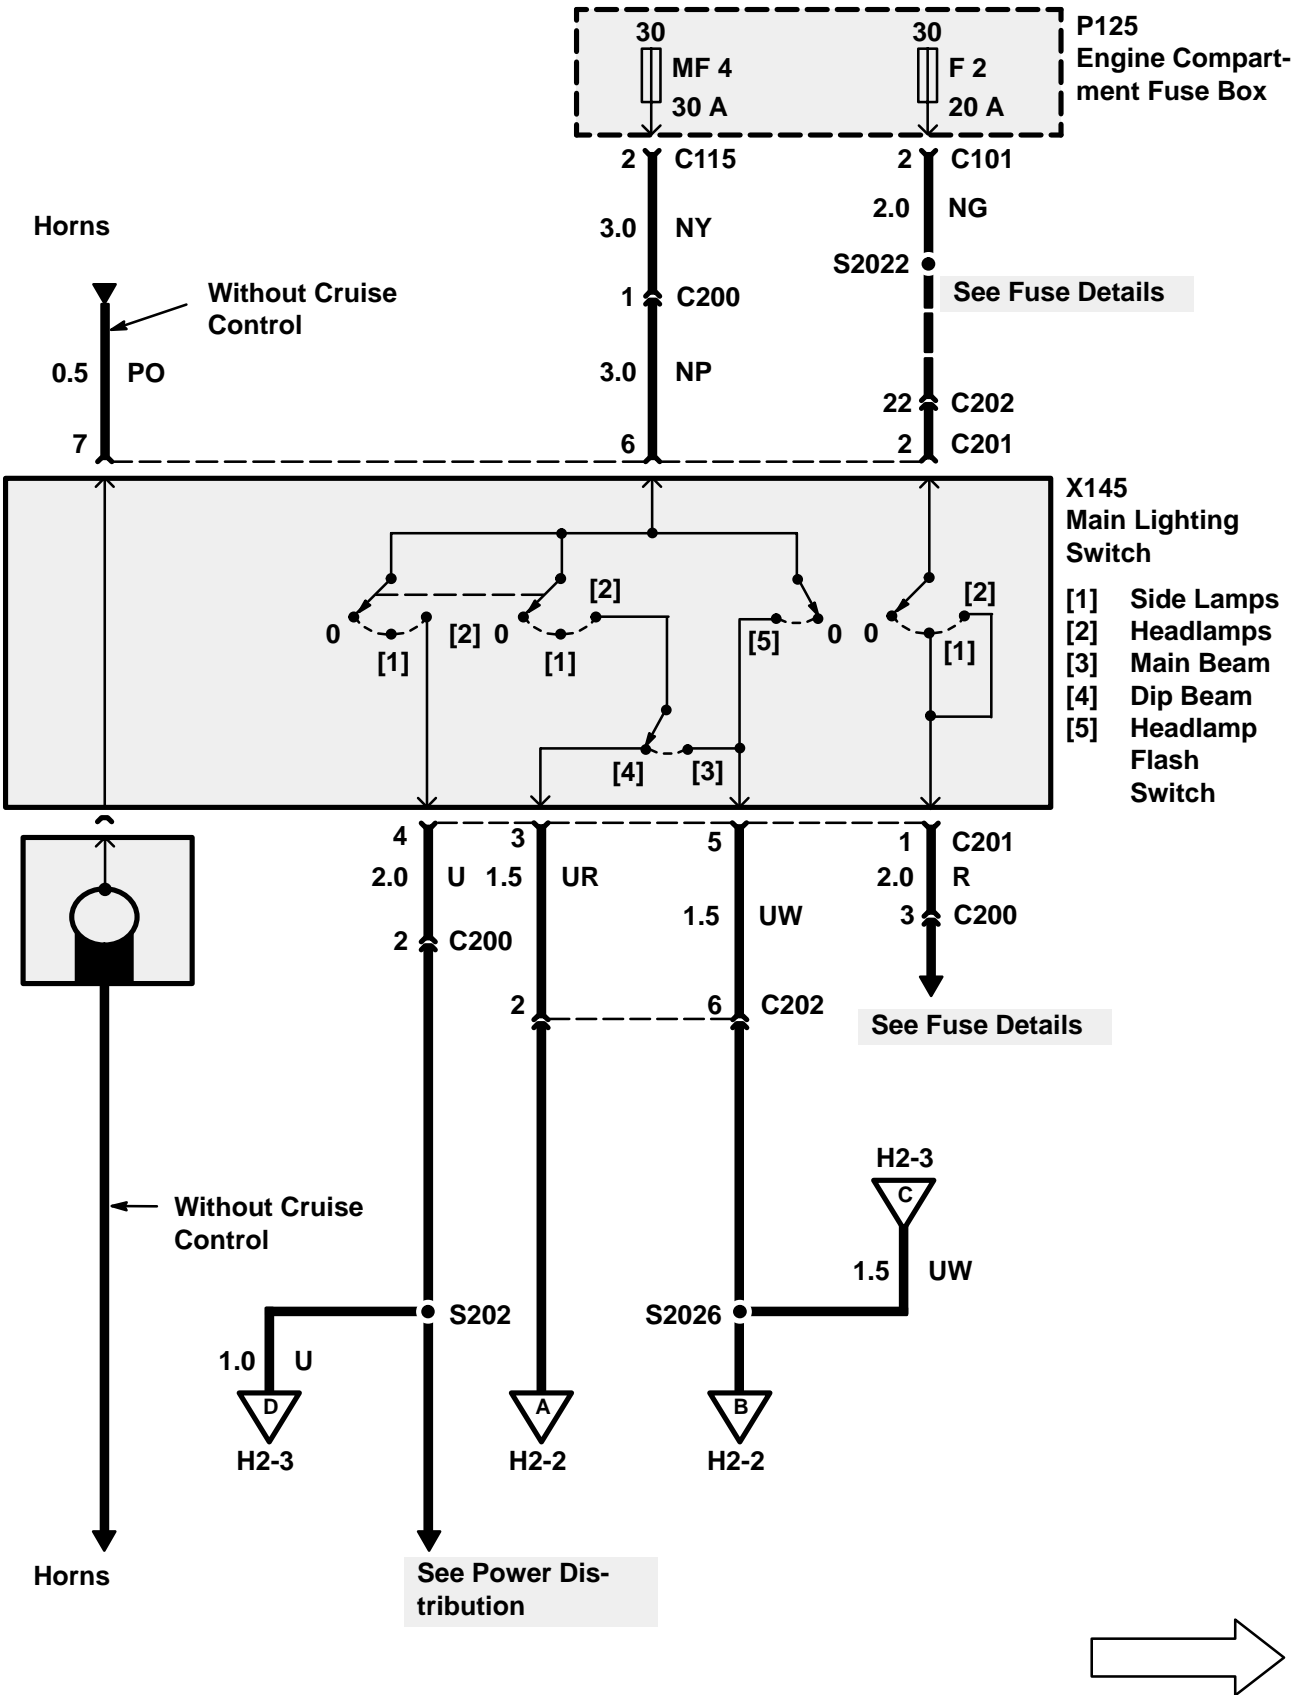 30
30
P125
Engine Compart-
ment Fuse Box
MF 4
F 2
30 A
20 A
2 C115
2 C101
2.0 NG
Horns
3.0 NY
S2022
Without Cruise
Control
1 C200
See Fuse Details
0.5 PO
3.0 NP
22 C202
7
6
2 C201
X145
Main Lighting
Switch
[1] Side Lamps
[2] Headlamps
[3] Main Beam
[4] Dip Beam
[5] Headlamp
Flash
Switch
[2]
[2]
0
[2] 0
[5]
0
0
[1]
[1]
[1]
[4]
[3]
4
3
5
1 C201
2.0 U
1.5 UR
2.0 R
1.5 UW
3 C200
2 C200
2
6 C202
See Fuse Details
H2-3
C
Without Cruise
Control
1.5 UW
S202
S2026
1.0 U
D
A
B
H2-3
H2-2
H2-2
Horns
See Power Dis-
tribution